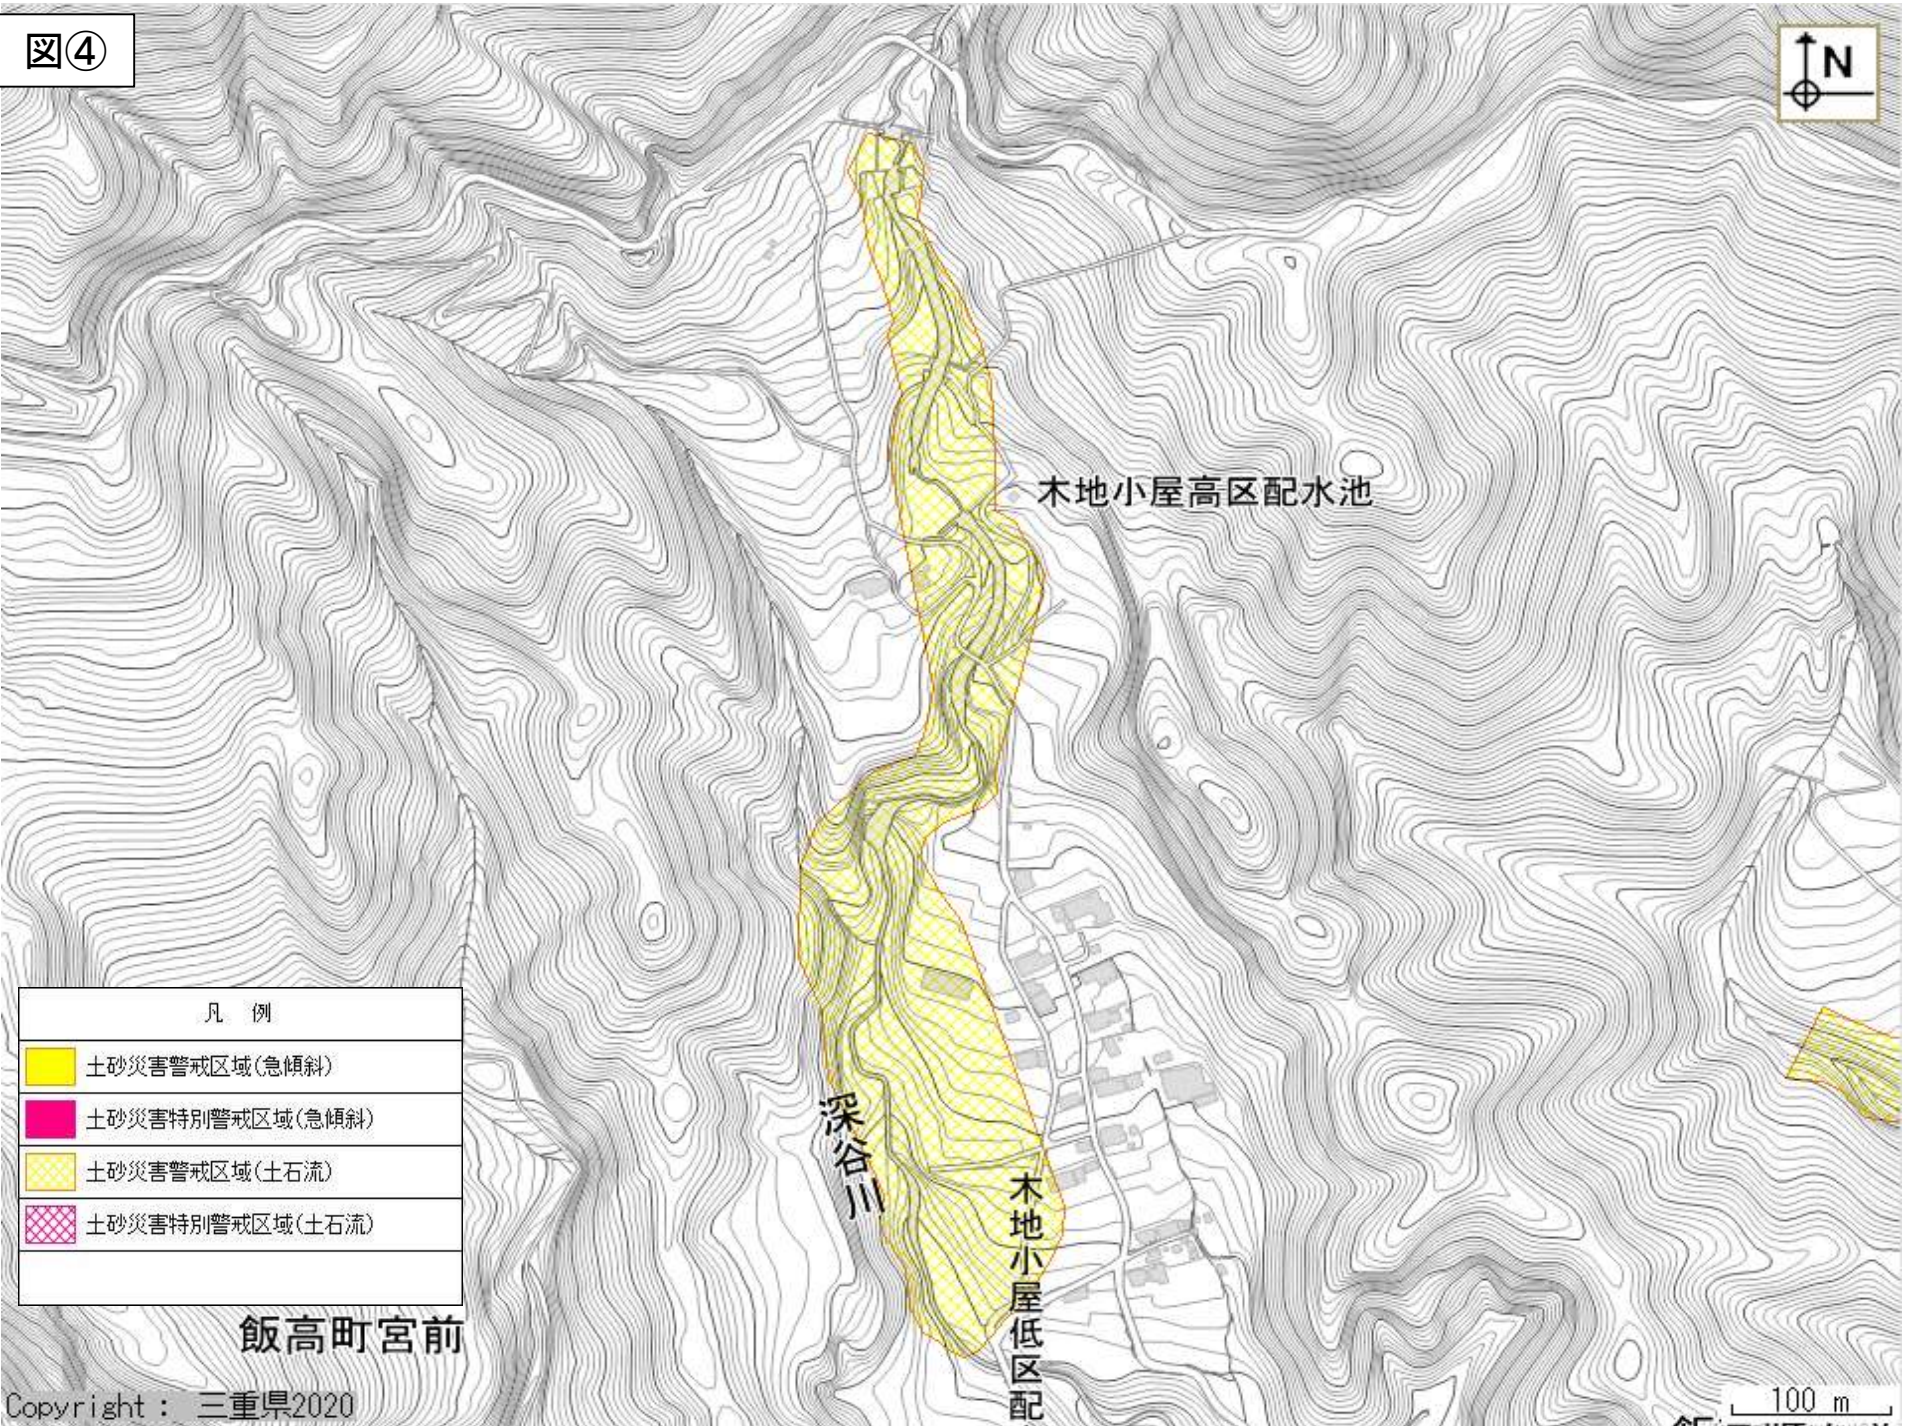 図④
N
木地小屋高区配水池
凡 例
土砂災害警戒区域(急傾斜)
土砂災害特別警戒区域(急傾斜)
土砂災害警戒区域(土石流)
土砂災害特別警戒区域(土石流)
深谷川
木地小屋低区配
飯高町宮前
Copyright : 三重県2020
100 m